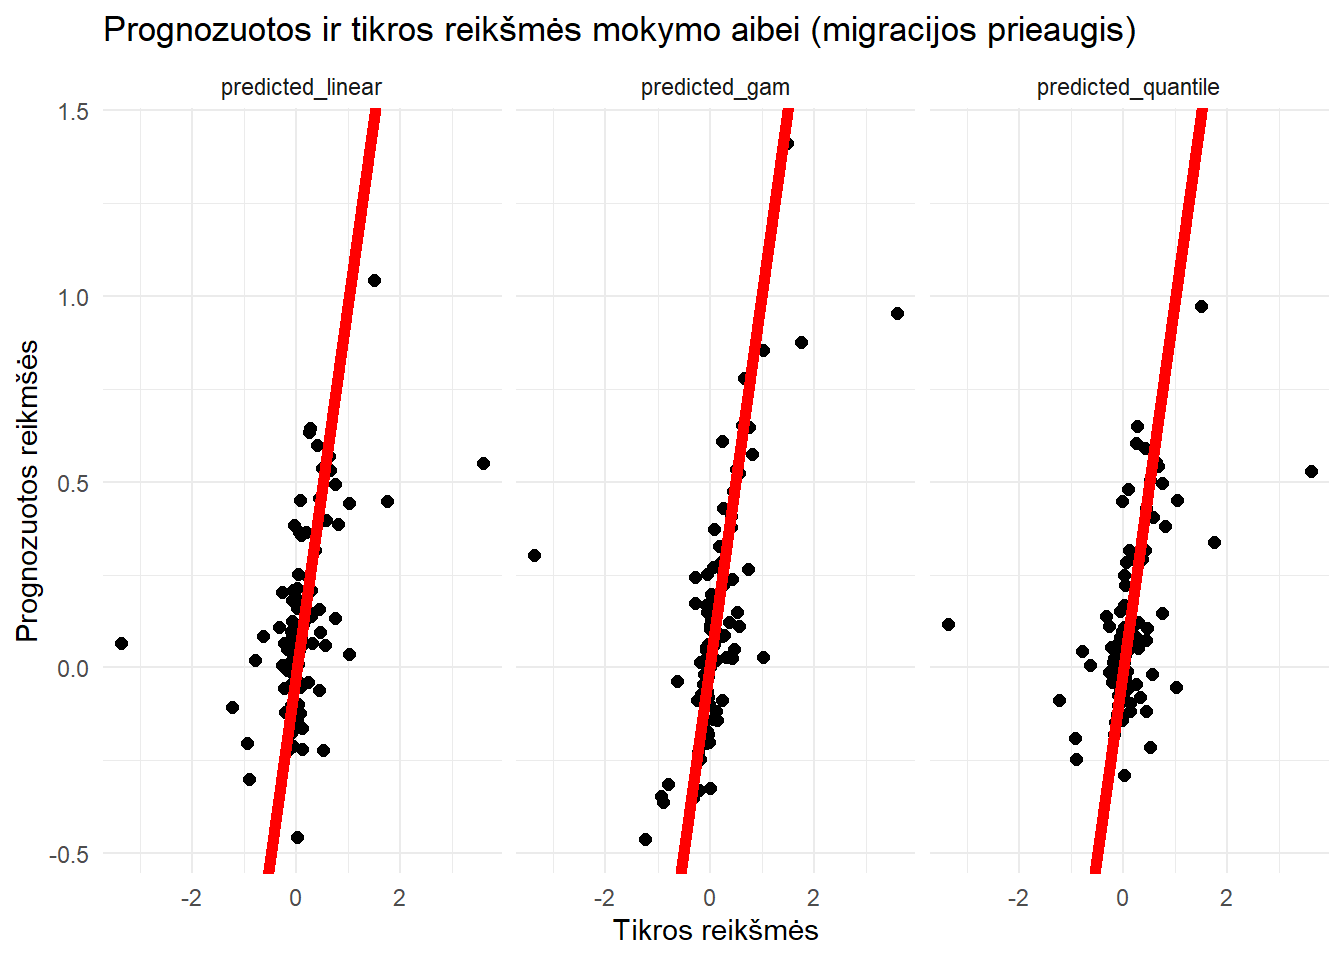 Prognozuotos ir tikros reikšmės mokymo aibei (migracijos prieaugis)
predicted_linear
predicted_gam
predicted_quantile
Prognozuotos reikmšės
1.5
1.0
0.5
0.0
-0.5
-2
0
2
-2
0
2
-2
0
2
Tikros reikšmės